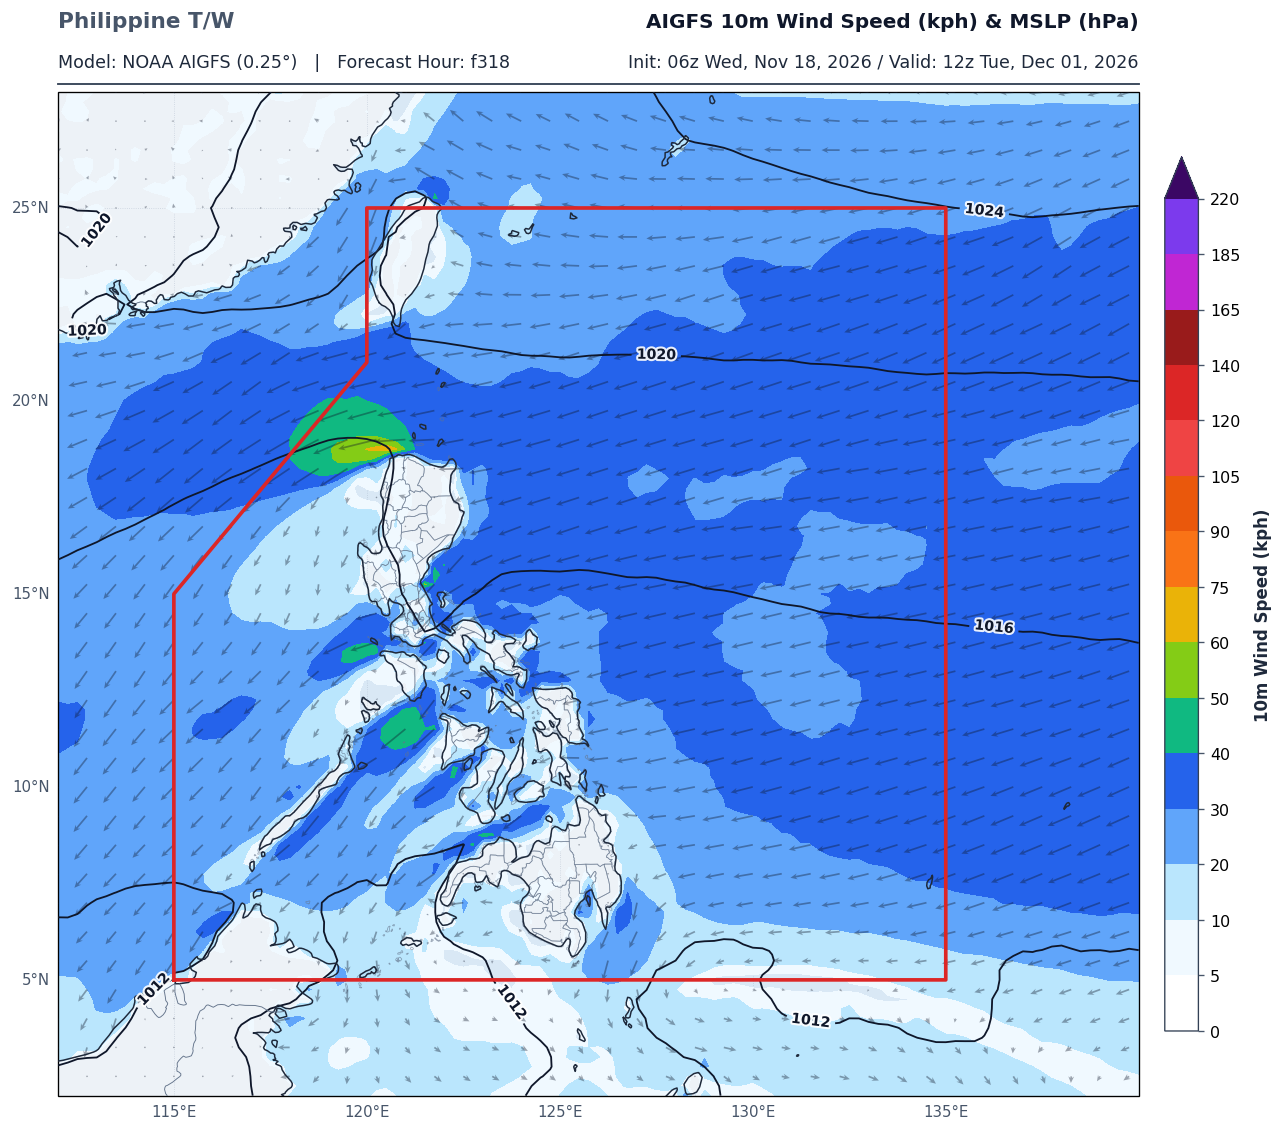 Philippine T/W
AIGFS 10m Wind Speed (kph) & MSLP (hPa)
Model: NOAA AIGFS (0.25°) | Forecast Hour: f318
Init: 06z Wed, Nov 18, 2026 / Valid: 12z Tue, Dec 01, 2026
25°N
20°N
15°N
10°N
5°N
115°E
120°E
125°E
130°E
135°E
1020
1020
1024
1020
1016
1012
1012
1012
220
185
165
140
120
105
90
75
60
50
40
30
20
10
5
0
10m Wind Speed (kph)